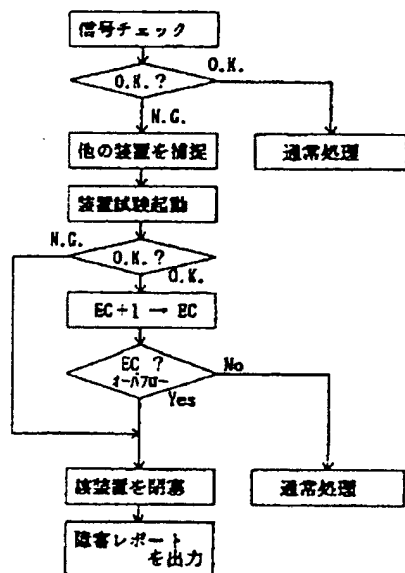 信号チェック
O.K.?
O.K.
N.G.
他の装置を捕捉
通常処理
装置試験起動
N.G.
O.K.?
O.K.
EC+1 → EC
EC ?
オーバフロー
No
Yes
該装置を閉塞
通常処理
障害レポート
を出力